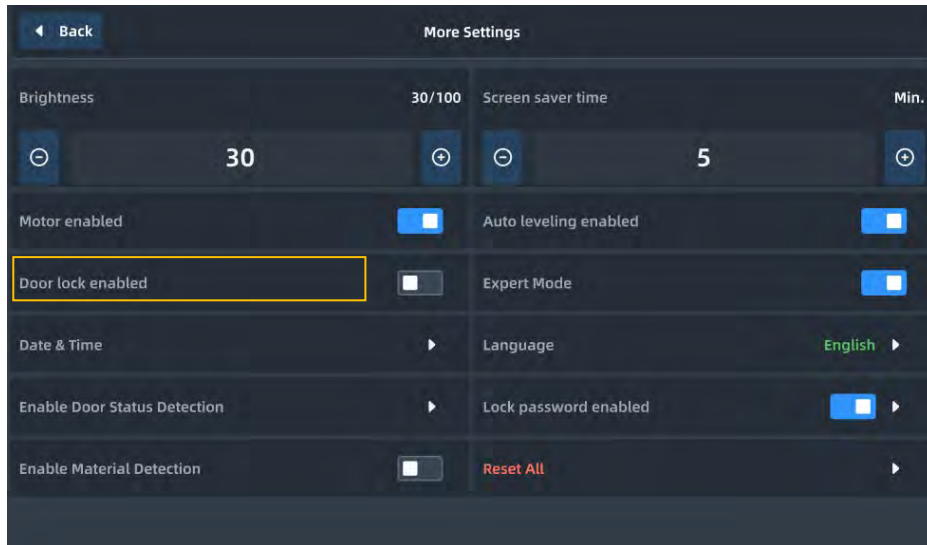 Back
More Settings
Brightness 30/100 Screen saver time Min.
30 5
Motor enabled Auto leveling enabled
Door lock enabled Expert Mode
Date & Time Language English
Enable Door Status Detection Lock password enabled
Enable Material Detection Reset All